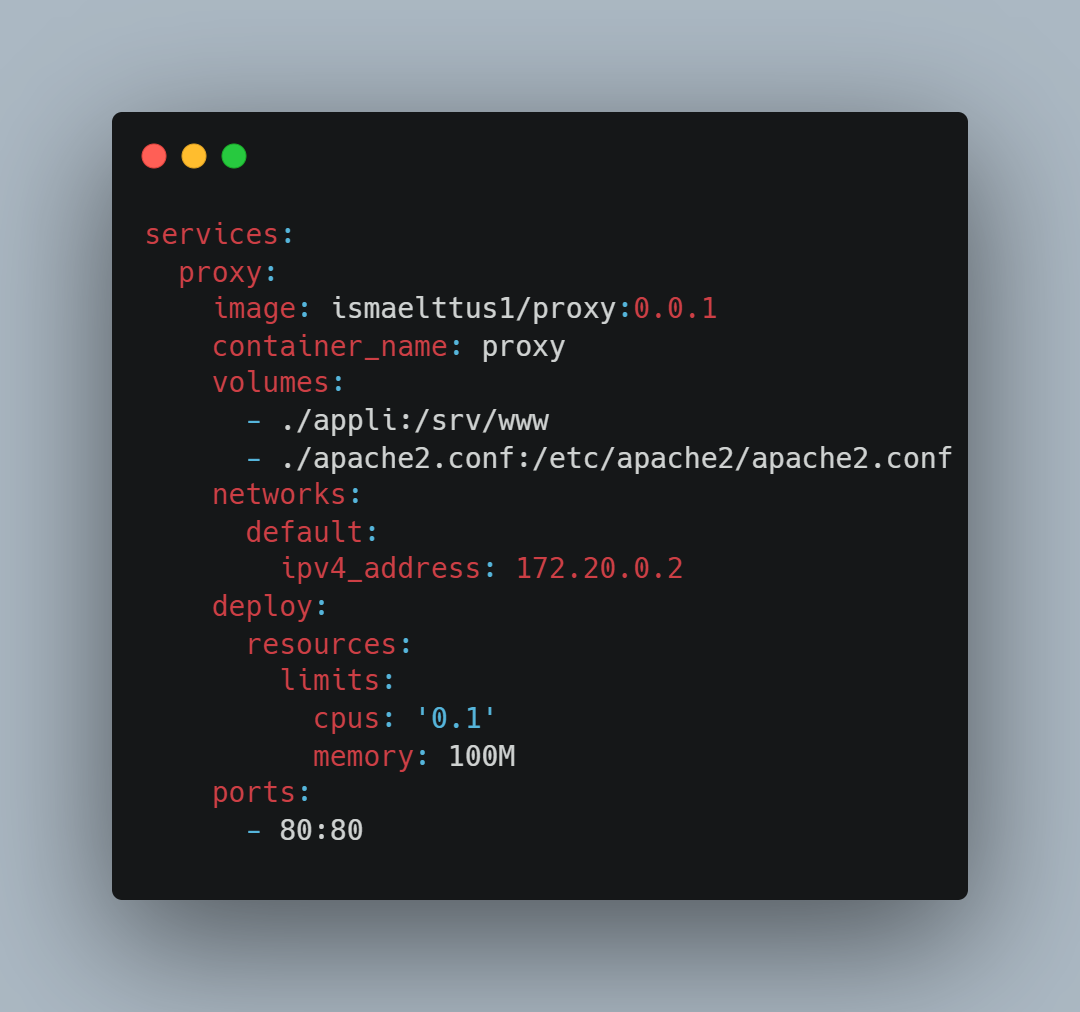 services:
  proxy:
    image: ismaelttus1/proxy:0.0.1
    container_name: proxy
    volumes:
      - ./appli:/srv/www
      - ./apache2.conf:/etc/apache2/apache2.conf
    networks:
      default:
        ipv4_address: 172.20.0.2
    deploy:
      resources:
        limits:
          cpus: '0.1'
          memory: 100M
    ports:
      - 80:80